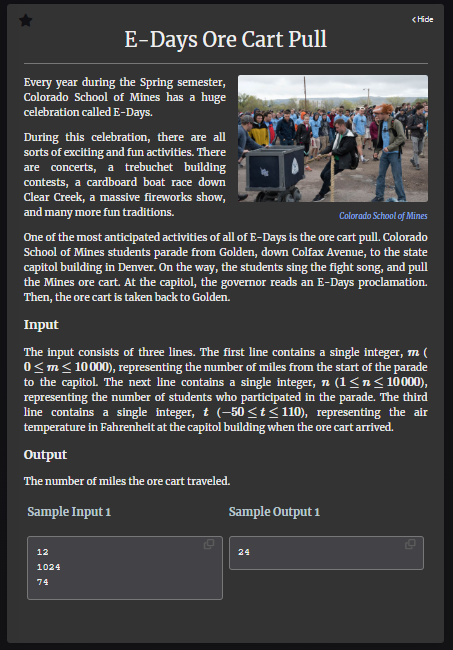 < Hide
E-Days Ore Cart Pull
Every year during the Spring semester,
Colorado School of Mines has a huge
celebration called E-Days.
During this celebration, there are all
sorts of exciting and fun activities. There
are concerts, a trebuchet building
contests, a cardboard boat race down
Clear Creek, a massive fireworks show,
and many more fun traditions.
Colorado School of Mines
One of the most anticipated activities of all of E-Days is the ore cart pull. Colorado
School of Mines students parade from Golden, down Colfax Avenue, to the state
capitol building in Denver. On the way, the students sing the fight song, and pull
the Mines ore cart. At the capitol, the governor reads an E-Days proclamation.
Then, the ore cart is taken back to Golden.
Input
The input consists of three lines. The first line contains a single integer, m (
0 ≤ m ≤ 10 000), representing the number of miles from the start of the parade
to the capitol. The next line contains a single integer, n (1 ≤ n ≤ 10 000),
representing the number of students who participated in the parade. The third
line contains a single integer, t (−50 ≤ t ≤ 110), representing the air
temperature in Fahrenheit at the capitol building when the ore cart arrived.
Output
The number of miles the ore cart traveled.
Sample Input 1
Sample Output 1
12
1024
74
24